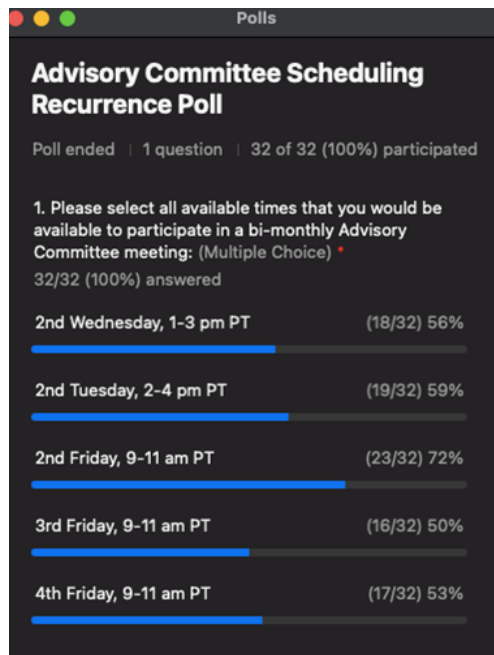 Polls
Advisory Committee Scheduling
Recurrence Poll
Poll ended | 1 question | 32 of 32 (100%) participated
1. Please select all available times that you would be
available to participate in a bi-monthly Advisory
Committee meeting: (Multiple Choice) *
32/32 (100%) answered
2nd Wednesday, 1-3 pm PT (18/32) 56%
2nd Tuesday, 2-4 pm PT (19/32) 59%
2nd Friday, 9-11 am PT (23/32) 72%
3rd Friday, 9-11 am PT (16/32) 50%
4th Friday, 9-11 am PT (17/32) 53%